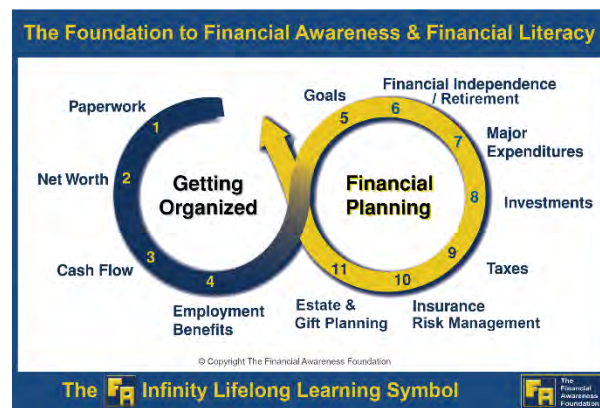 The Foundation to Financial Awareness & Financial Literacy
Paperwork
1
Net Worth
2
Cash Flow
3
Employment
Benefits
4
Getting
Organized
Goals
5
Financial Independence
/ Retirement
6
Major
Expenditures
7
Investments
8
Taxes
9
Insurance
Risk Management
10
Estate &
Gift Planning
11
Financial
Planning
© Copyright The Financial Awareness Foundation
The FA Infinity Lifelong Learning Symbol
FA
The
Financial
Awareness
Foundation